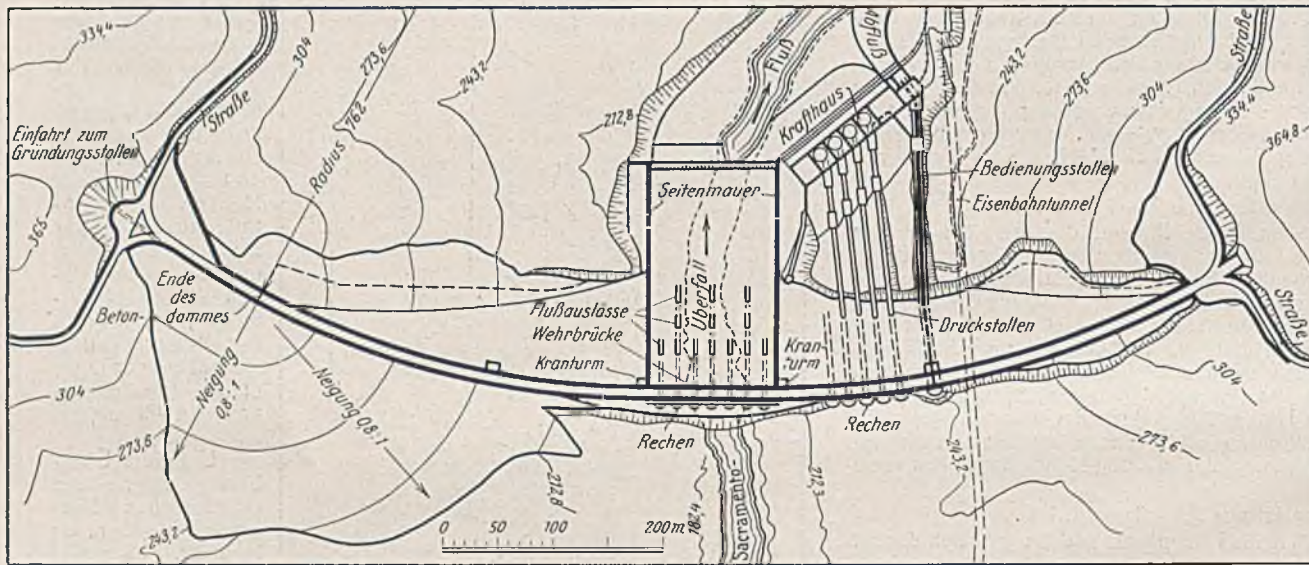 334,4
Straße
304
Radius 762
273,6
243,2
212,8
Fluß
Abfluß
Krafthaus
243,2
273,6
304
334,4
Straße
364,8
Einfahrt zum
Gründungsstollen
Seitenmauer
Bedienungsstollen
Eisenbahntunnel
365
Ende
des
Beton-
dammes
Überfall
Flußauslässe
Wehrbrücke
Kranturm
Kran-
turm
Druckstollen
Straße
Neigung
0,8:1
Neigung 0,8:1
304
273,6
243,2
212,8
Rechen
Rechen
304
273,6
243,2
212,3
182,4
Sacramento-
0 50 100 200m